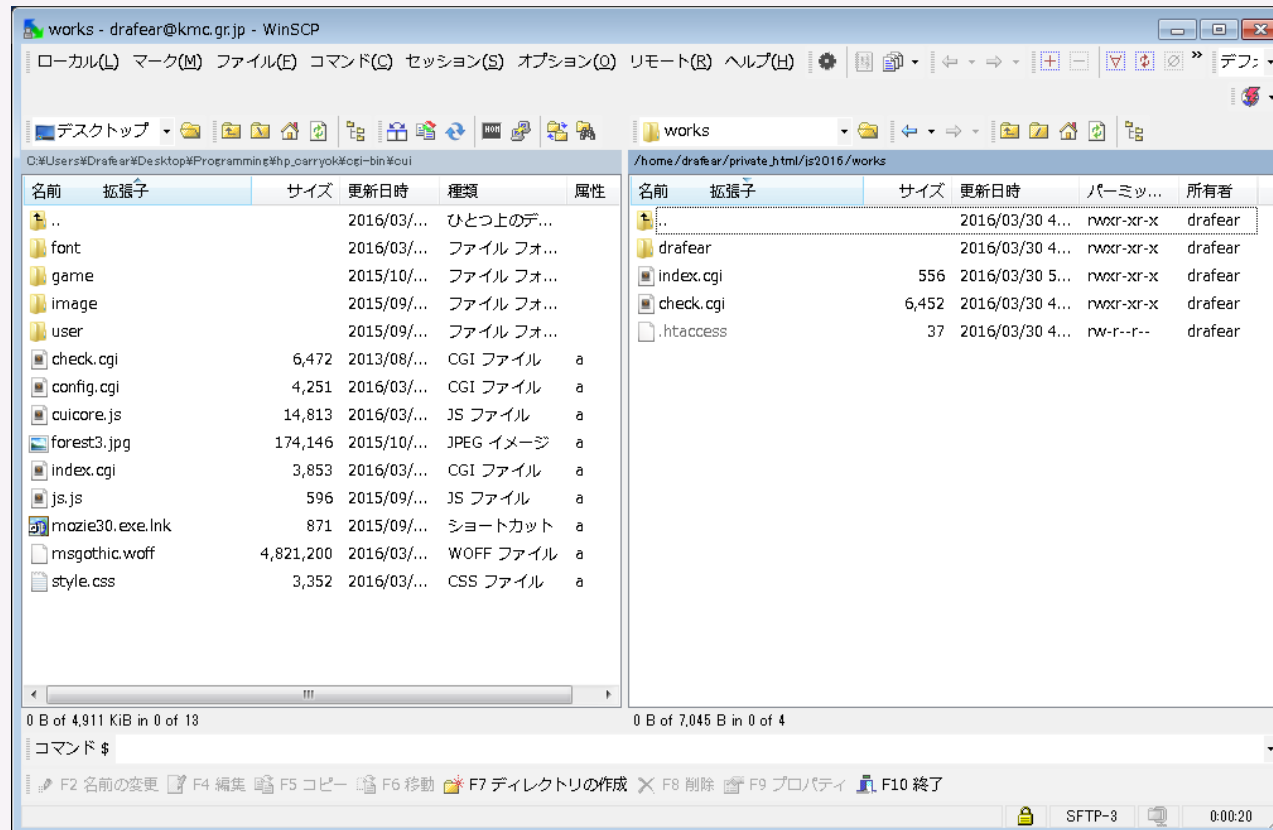 works - drafear@kmc.gr.jp - WinSCP
ローカル(L) マーク(M) ファイル(F) コマンド(C) セッション(S) オプション(O) リモート(R) ヘルプ(H) » デフ:
デスクトップ works
C:¥Users¥Drafear¥Desktop¥Programming¥hp_carryok¥cgi-bin¥cui /home/drafear/private_html/js2016/works
名前 拡張子 サイズ 更新日時 種類 属性 名前 拡張子 サイズ 更新日時 パーミッ... 所有者
.. 2016/03/... ひとつ上のデ... .. 2016/03/30 4... rwxr-xr-x drafear
font 2016/03/... ファイル フォ... drafear 2016/03/30 4... rwxr-xr-x drafear
game 2015/10/... ファイル フォ... index.cgi 556 2016/03/30 5... rwxr-xr-x drafear
image 2015/09/... ファイル フォ... check.cgi 6,452 2016/03/30 4... rwxr-xr-x drafear
user 2015/09/... ファイル フォ... .htaccess 37 2016/03/30 4... rw-r--r-- drafear
check.cgi 6,472 2013/08/... CGI ファイル a
config.cgi 4,251 2016/03/... CGI ファイル a
cuicore.js 14,813 2016/03/... JS ファイル a
forest3.jpg 174,146 2015/10/... JPEG イメージ a
index.cgi 3,853 2016/03/... CGI ファイル a
js.js 596 2015/09/... JS ファイル a
mozie30.exe.lnk 871 2015/09/... ショートカット a
msgothic.woff 4,821,200 2016/03/... WOFF ファイル a
style.css 3,352 2016/03/... CSS ファイル a
0 B of 4,911 KiB in 0 of 13 0 B of 7,045 B in 0 of 4
コマンド $
F2 名前の変更 F4 編集 F5 コピー F6 移動 F7 ディレクトリの作成 F8 削除 F9 プロパティ F10 終了
SFTP-3 0:00:20